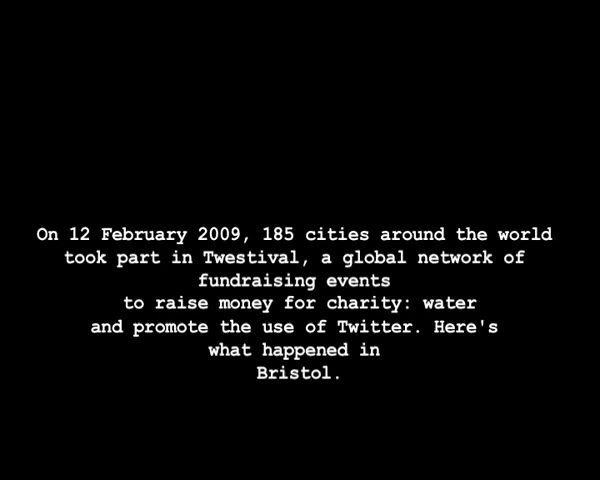 On 12 February 2009, 185 cities around the world
took part in Twestival, a global network of
fundraising events
to raise money for charity: water
and promote the use of Twitter. Here's
what happened in
Bristol.